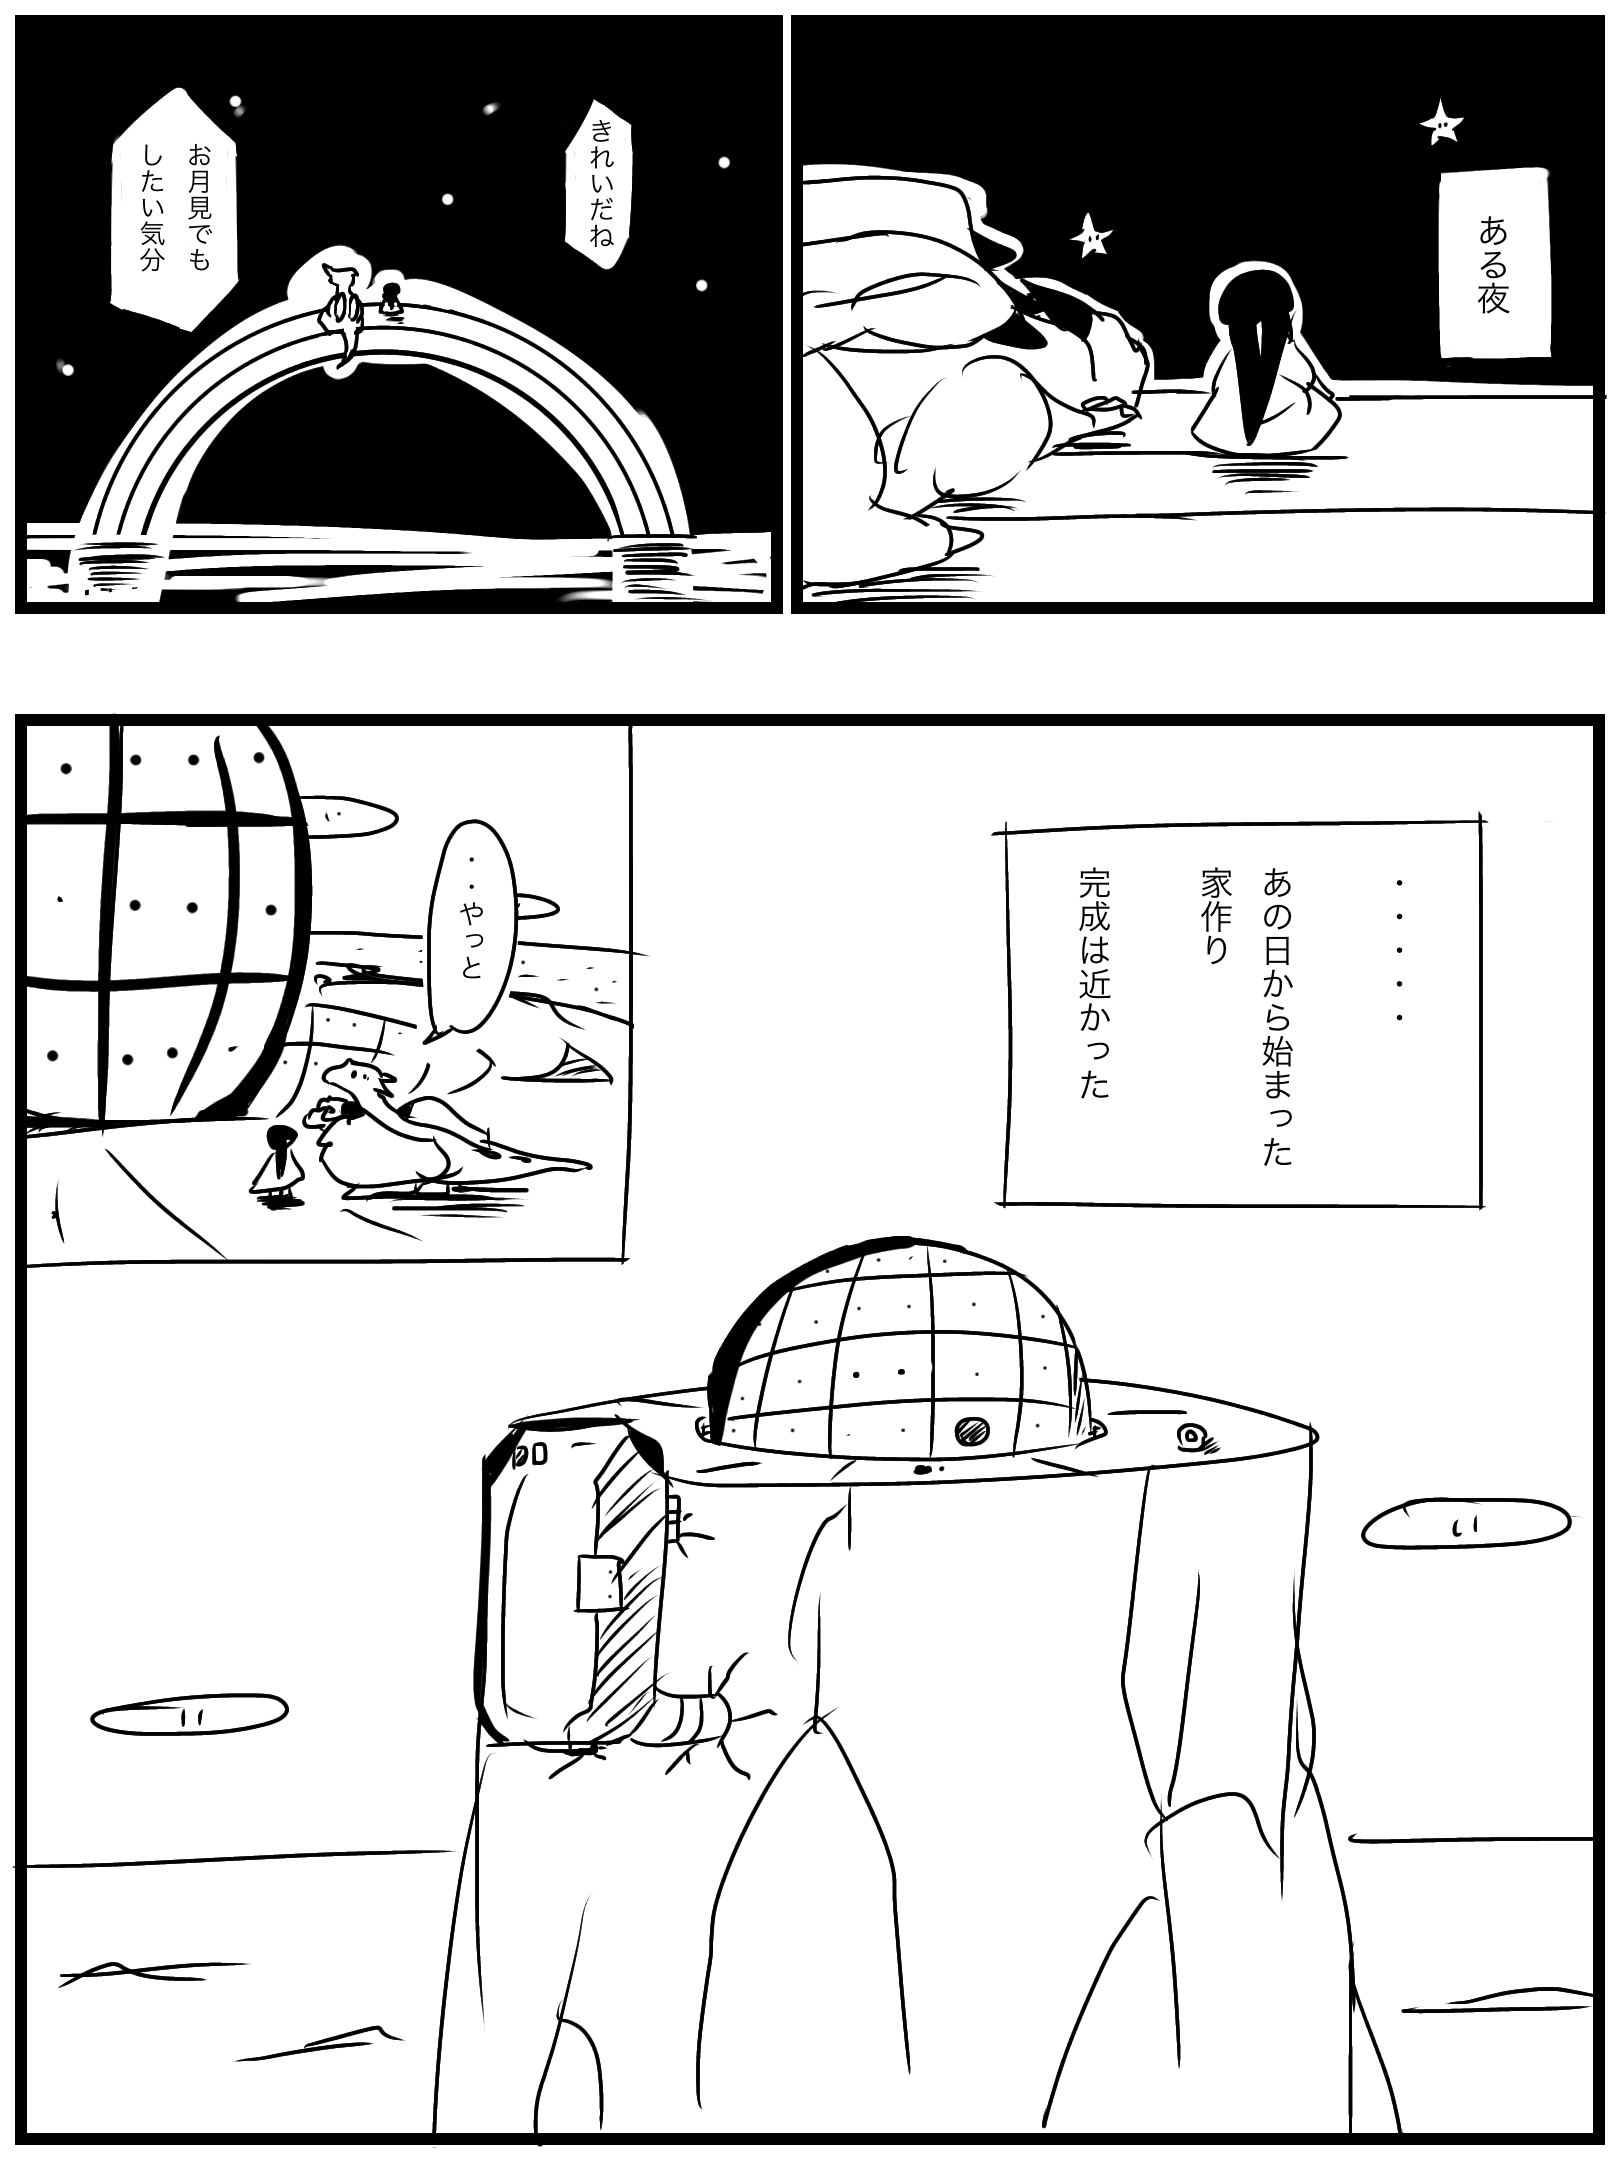 ある夜
きれいだね
お月見でも
したい気分
・・・・・
あの日から始まった
家作り
完成は近かった
・・やっと